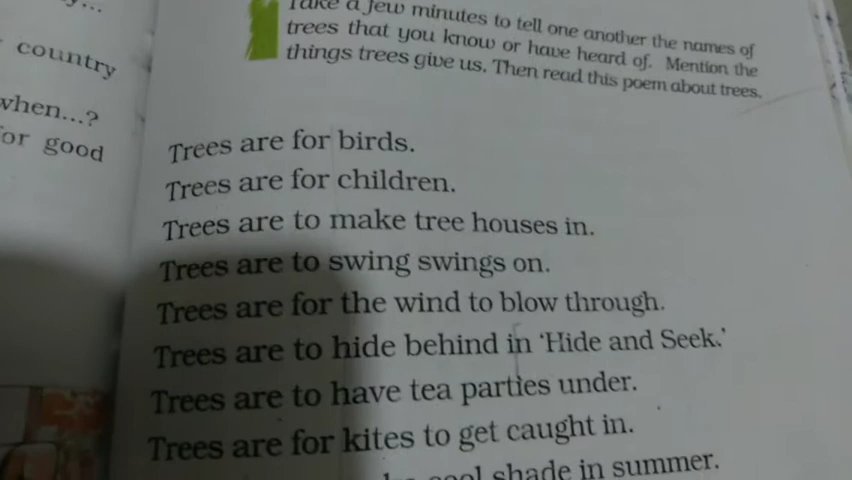 country
when...?
for good
Take a few minutes to tell one another the names of
trees that you know or have heard of. Mention the
things trees give us. Then read this poem about trees.
Trees are for birds.
Trees are for children.
Trees are to make tree houses in.
Trees are to swing swings on.
Trees are for the wind to blow through.
Trees are to hide behind in ‘Hide and Seek.’
Trees are to have tea parties under.
Trees are for kites to get caught in.
cool shade in summer.